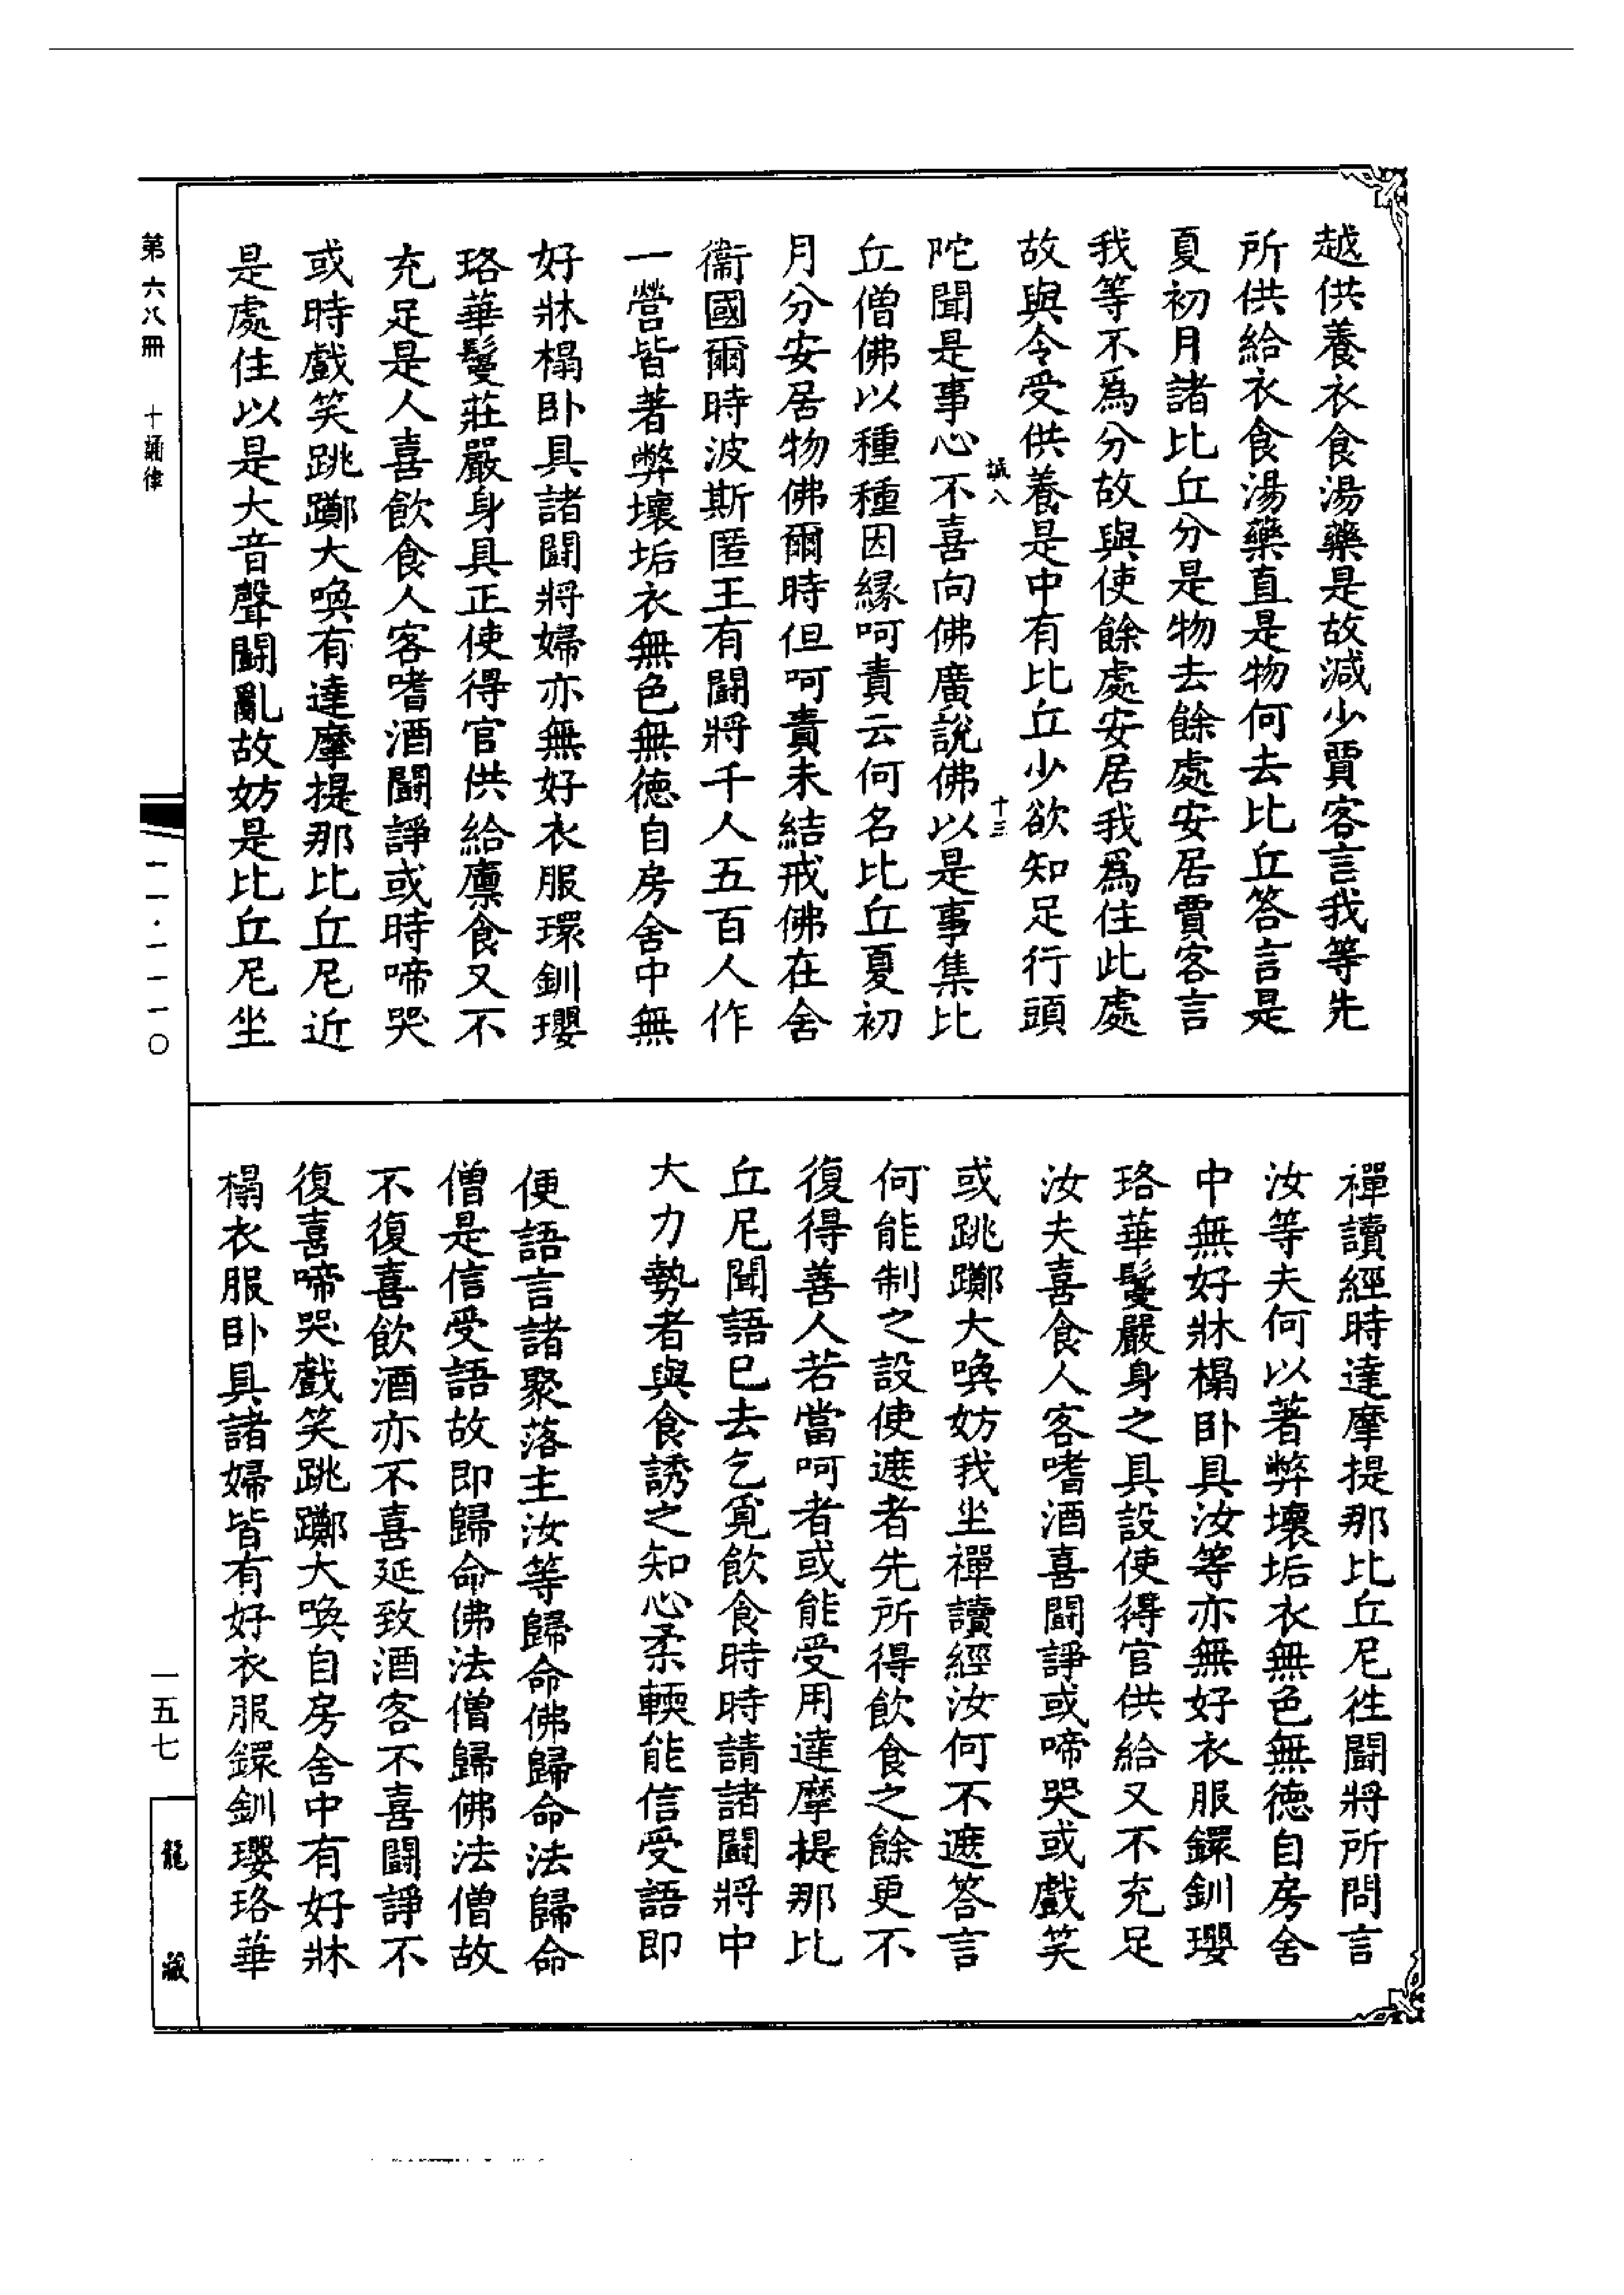 越供養衣食湯藥是故減少賈客言我等先
所供給衣食湯藥直是物何去比丘答言是
夏初月諸比丘分是物去餘處安居賈客言
我等不爲分故與使餘處安居我爲住此處
故與令受供養是中有比丘少欲知足行頭
誠八
十三
陀聞是事心不喜向佛廣說佛以是事集比
丘僧佛以種種因緣呵責云何名比丘夏初
月分安居物佛爾時但呵責未結戒佛在舍
衞國爾時波斯匿王有鬪將千人五百人作
一營皆著弊壞垢衣無色無德自房舍中無
好牀榻卧具諸鬪將婦亦無好衣服環釧瓔
珞華鬘莊嚴身具正使得官供給廩食又不
充足是人喜飲食人客嗜酒鬪諍或時啼哭
或時戲笑跳躑大喚有達摩提那比丘尼近
是處住以是大音聲鬪亂故妨是比丘尼坐
禪讀經時達摩提那比丘尼往鬪將所問言
汝等夫何以著弊壞垢衣無色無德自房舍
中無好牀榻卧具汝等亦無好衣服鐶釧瓔
珞華鬘嚴身之具設使得官供給又不充足
汝夫喜食人客嗜酒喜鬪諍或啼哭或戲笑
或跳躑大喚妨我坐禪讀經汝何不遮答言
何能制之設使遮者先所得飲食之餘更不
復得善人若當呵者或能受用達摩提那比
丘尼聞語已去乞覓飲食時時請諸鬪將中
大力勢者與食誘之知心柔輭能信受語即
便語言諸聚落主汝等歸命佛歸命法歸命
僧是信受語故即歸命佛法僧歸佛法僧故
不復喜飲酒亦不喜延致酒客不喜鬪諍不
復喜啼哭戲笑跳躑大喚自房舍中有好牀
榻衣服卧具諸婦皆有好衣服鐶釧瓔珞華
第六八冊 十誦律
一一·一一一〇
一五七
龍藏